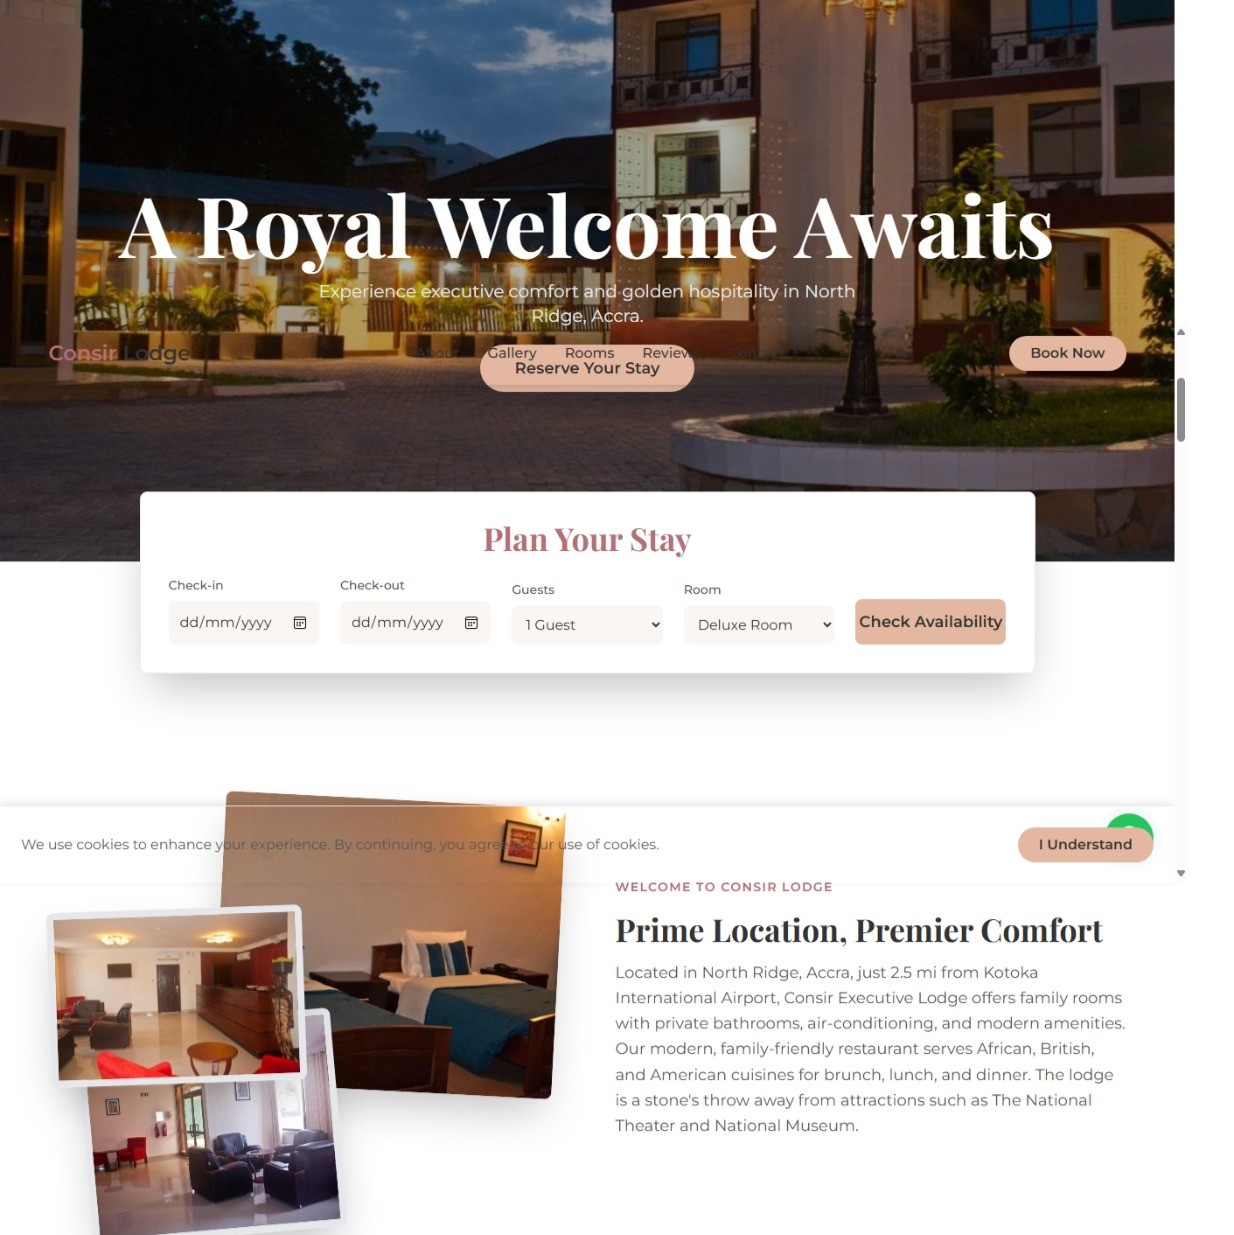 A Royal Welcome Awaits
Experience executive comfort and golden hospitality in North
Ridge, Accra.
Consir Lodge
About
Gallery
Rooms
Reviews
Contact
Book Now
Reserve Your Stay
Plan Your Stay
Check-in
Check-out
Guests
Room
dd/mm/yyyy
dd/mm/yyyy
1 Guest
Deluxe Room
Check Availability
We use cookies to enhance your experience. By continuing, you agree to our use of cookies.
I Understand
WELCOME TO CONSIR LODGE
Prime Location, Premier Comfort
Located in North Ridge, Accra, just 2.5 mi from Kotoka
International Airport, Consir Executive Lodge offers family rooms
with private bathrooms, air-conditioning, and modern amenities.
Our modern, family-friendly restaurant serves African, British,
and American cuisines for brunch, lunch, and dinner. The lodge
is a stone's throw away from attractions such as The National
Theater and National Museum.